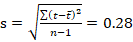 s = √(∑(t−t̄)²/(n−1)) = 0.28